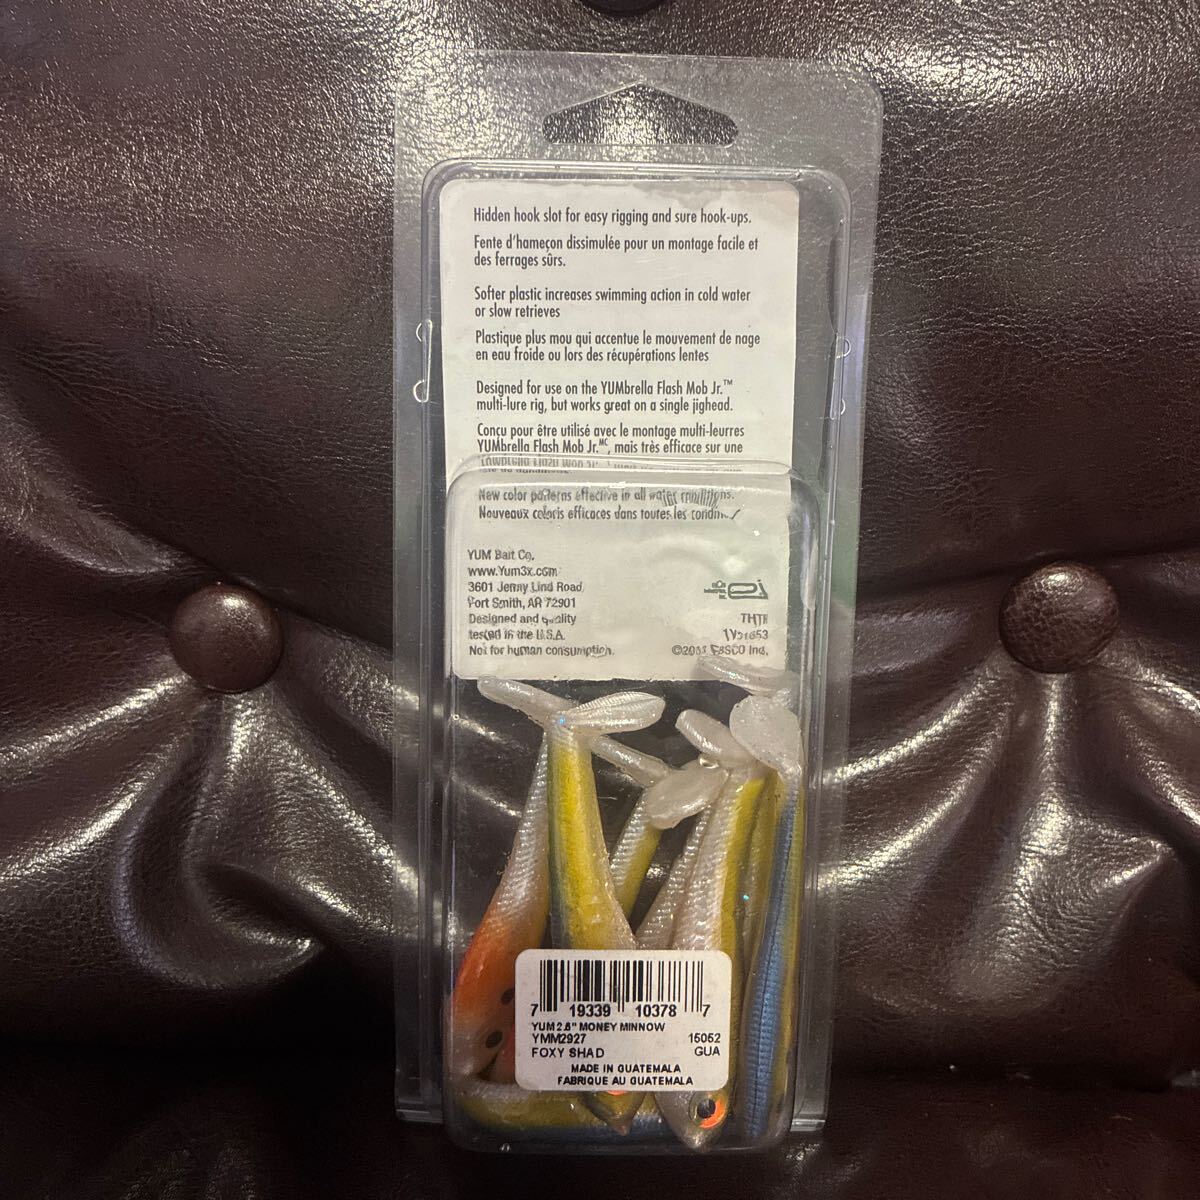 Hidden hook slot for easy rigging and sure hook-ups.
Fente d'hameçon dissimulée pour un montage facile et
des ferrages sûrs.
Softer plastic increases swimming action in cold water
or slow retrieves
Plastique plus mou qui accentue le mouvement de nage
en eau froide ou lors des récupérations lentes
Designed for use on the YUMbrella Flash Mob Jr.™
multi-lure rig, but works great on a single jighead.
Concu pour être utilisé avec le montage multi-leurres
YUMbrella Flash Mob Jr.MC, mais très efficace sur une
New color patterns effective in all water conditions.
Nouveaux coloris efficaces dans toutes les
YUM Bait Co.
www.Yum3x.com
3601 Jenny Lind Road
Fort Smith, AR 72901
Designed and quality
tested in the U.S.A.
Not for human consumption.
Inc.
7 19339 10378 7
YUM 2.8" MONEY MINNOW
YMM2927 15052
FOXY SHAD GUA
MADE IN GUATEMALA
FABRIQUE AU GUATEMALA